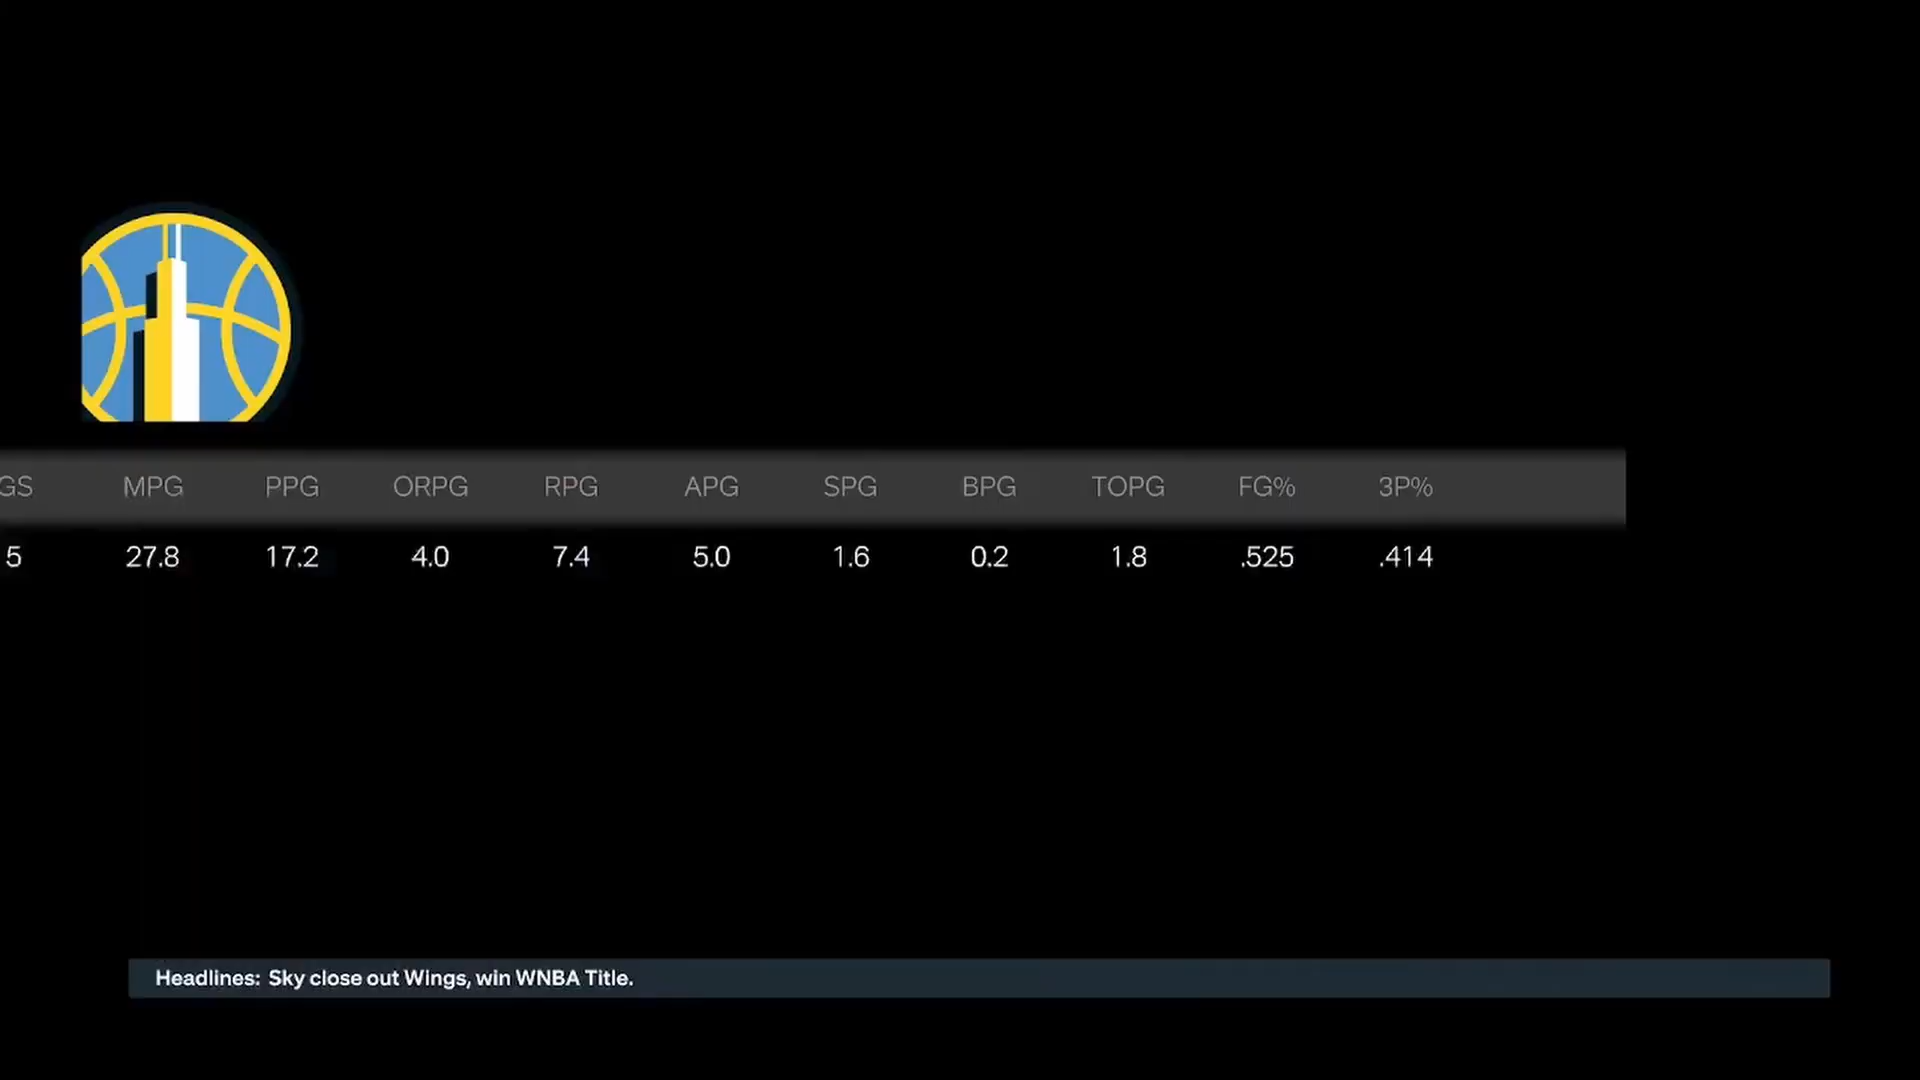 GS MPG PPG ORPG RPG APG SPG BPG TOPG FG% 3P%
5 27.8 17.2 4.0 7.4 5.0 1.6 0.2 1.8 .525 .414
Headlines: Sky close out Wings, win WNBA Title.